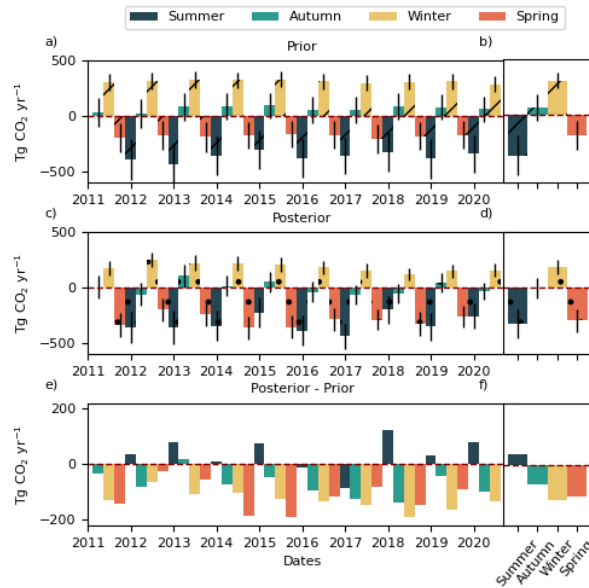 Summer Autumn Winter Spring
a) Prior b)
Tg CO₂ yr⁻¹
500
0
−500
2011 2012 2013 2014 2015 2016 2017 2018 2019 2020
c) Posterior d)
Tg CO₂ yr⁻¹
500
0
−500
2011 2012 2013 2014 2015 2016 2017 2018 2019 2020
e) Posterior - Prior f)
Tg CO₂ yr⁻¹
200
0
−200
2011 2012 2013 2014 2015 2016 2017 2018 2019 2020
Dates
Summer
Autumn
Winter
Spring